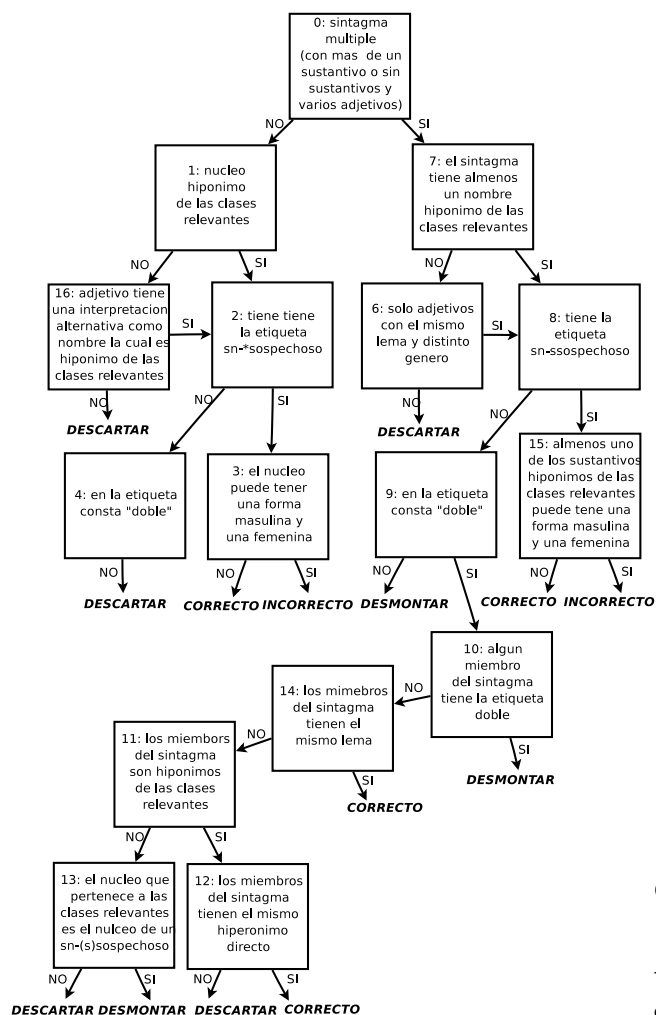 0: sintagma
multiple
(con mas de un
sustantivo o sin
sustantivos y
varios adjetivos)
NO
SI
1: nucleo
hiponimo
de las clases
relevantes
7: el sintagma
tiene almenos
un nombre
hiponimo de las
clases relevantes
NO
SI
NO
SI
16: adjetivo tiene
una interpretacion
alternativa como
nombre la cual es
hiponimo de las
clases relevantes
SI
2: tiene tiene
la etiqueta
sn-*sospechoso
6: solo adjetivos
con el mismo
lema y distinto
genero
SI
8: tiene la
etiqueta
sn-ssospechoso
NO
DESCARTAR
NO
SI
NO
DESCARTAR
NO
SI
4: en la etiqueta
consta "doble"
3: el nucleo
puede tener
una forma
masulina y
una femenina
9: en la etiqueta
consta "doble"
15: almenos uno
de los sustantivos
hiponimos de las
clases relevantes
puede tene una
forma masulina
y una femenina
NO
DESCARTAR
NO
SI
CORRECTO INCORRECTO
NO
SI
DESMONTAR
NO
SI
CORRECTO INCORRECTO
10: algun
miembro
del sintagma
tiene la etiqueta
doble
NO
SI
DESMONTAR
14: los mimebros
del sintagma
tienen el
mismo lema
NO
SI
CORRECTO
11: los miembors
del sintagma
son hiponimos
de las clases
relevantes
NO
SI
13: el nucleo que
pertenece a las
clases relevantes
es el nulceo de un
sn-(s)sospechoso
12: los miembros
del sintagma
tienen el mismo
hiperonimo
directo
NO
SI
NO
SI
DESCARTAR DESMONTAR DESCARTAR CORRECTO